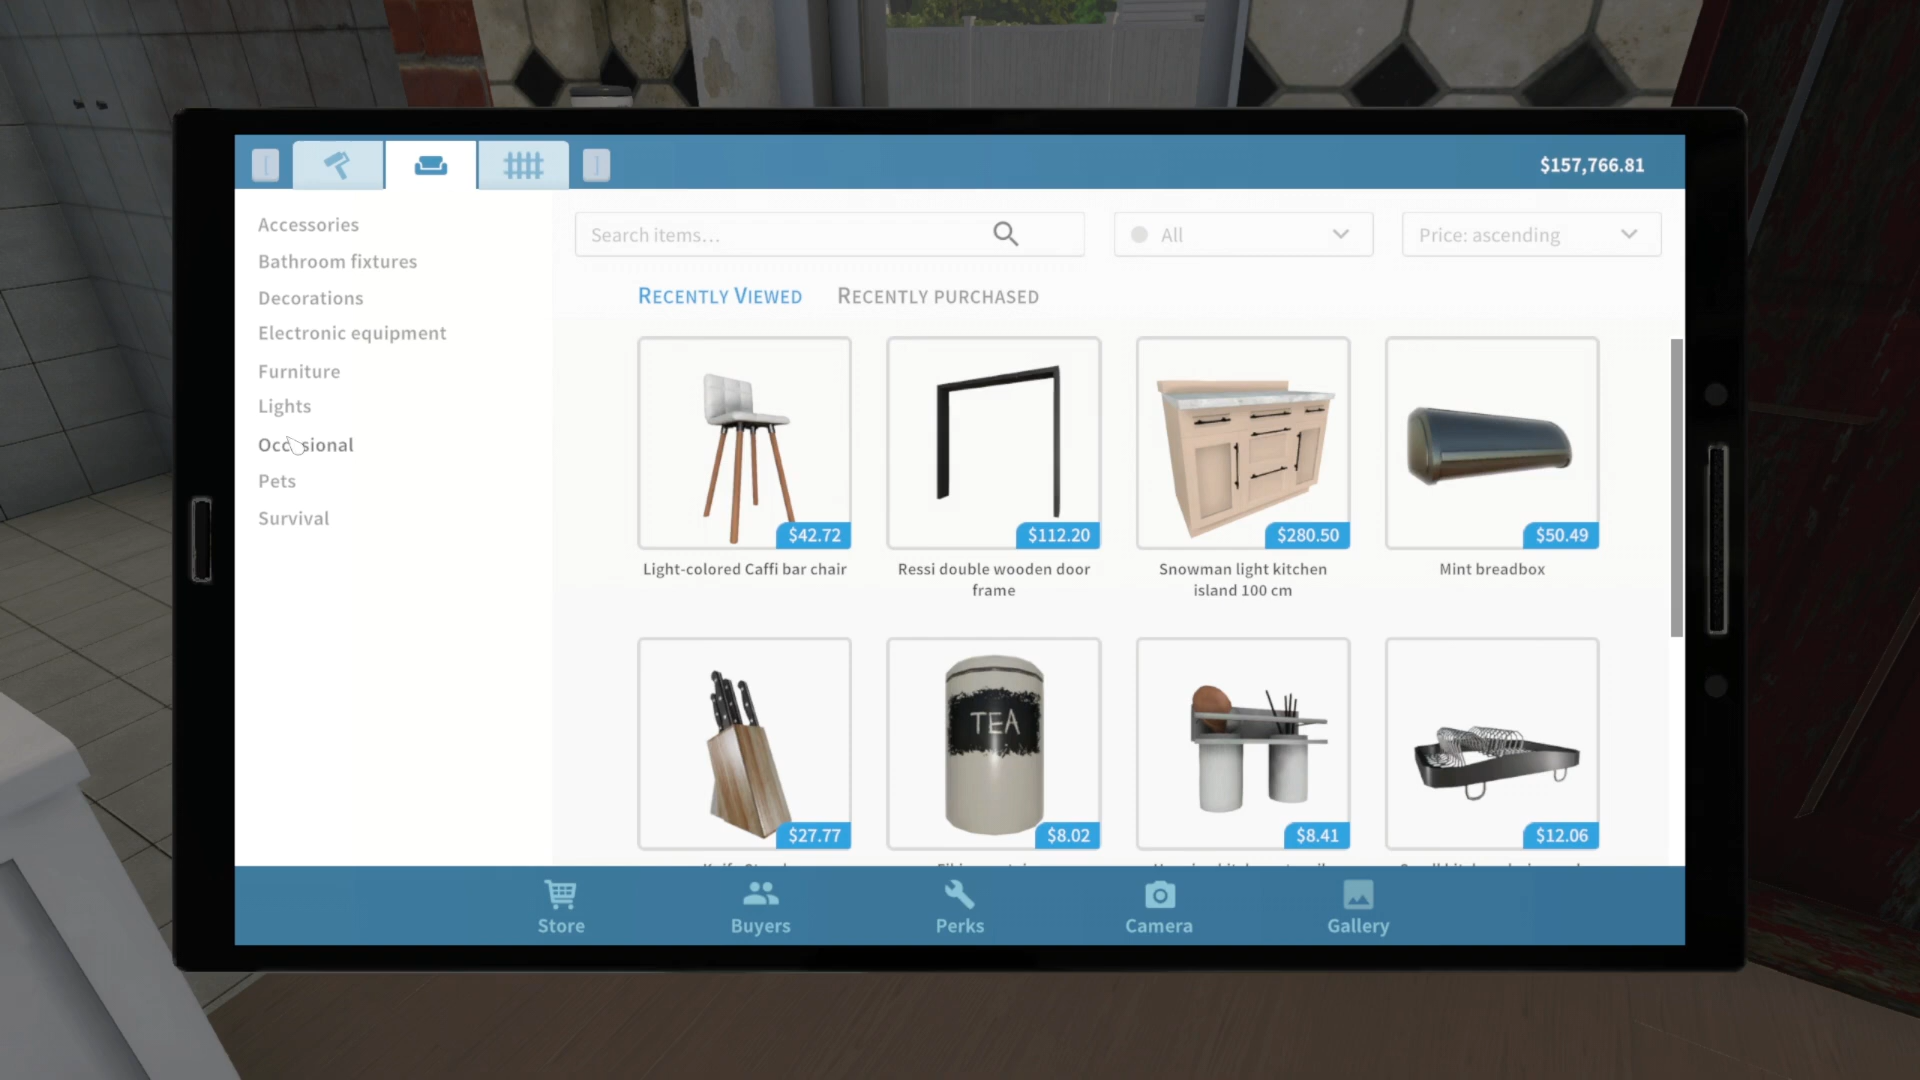 $157,766.81
Accessories
Bathroom fixtures
Decorations
Electronic equipment
Furniture
Lights
Occasional
Pets
Survival
Search items...
All
Price: ascending
RECENTLY VIEWED
RECENTLY PURCHASED
$42.72
$112.20
$280.50
$50.49
Light-colored Caffi bar chair
Ressi double wooden door
frame
Snowman light kitchen
island 100 cm
Mint breadbox
TEA
$27.77
$8.02
$8.41
$12.06
Store
Buyers
Perks
Camera
Gallery